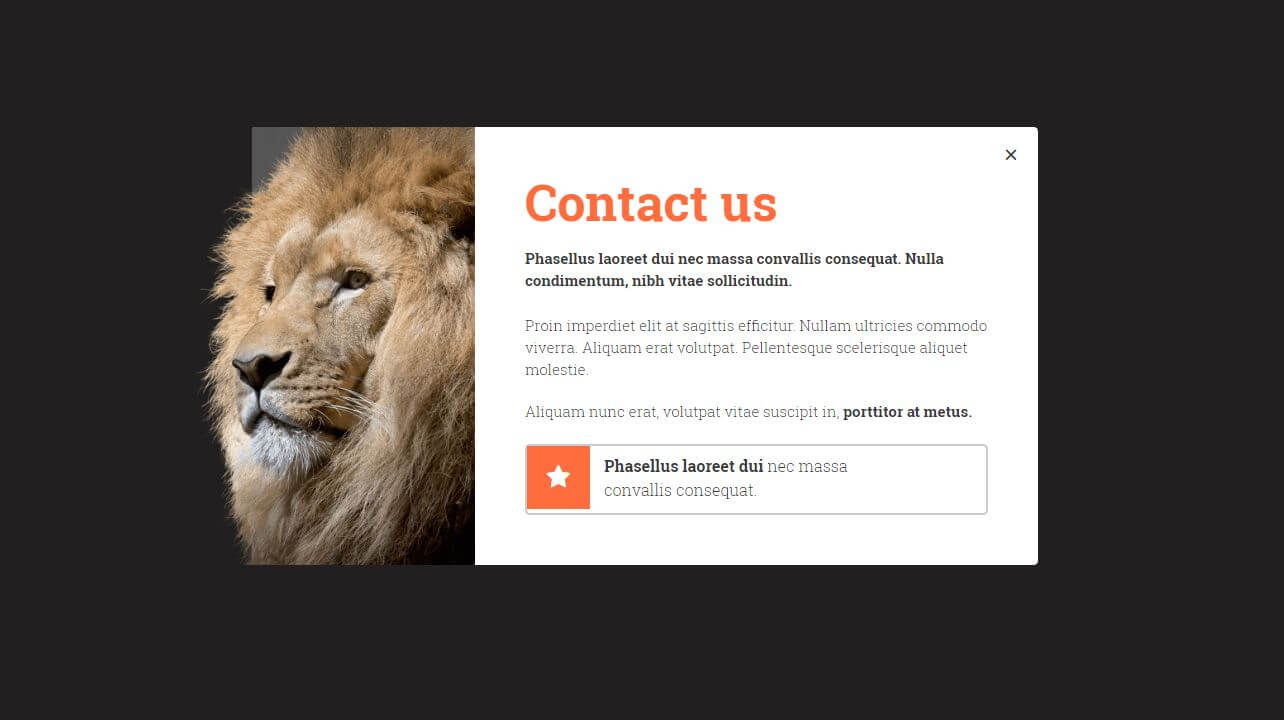 Contact us
Phasellus laoreet dui nec massa convallis consequat. Nulla
condimentum, nibh vitae sollicitudin.
Proin imperdiet elit at sagittis efficitur. Nullam ultricies commodo
viverra. Aliquam erat volutpat. Pellentesque scelerisque aliquet
molestie.
Aliquam nunc erat, volutpat vitae suscipit in, porttitor at metus.
Phasellus laoreet dui nec massa
convallis consequat.